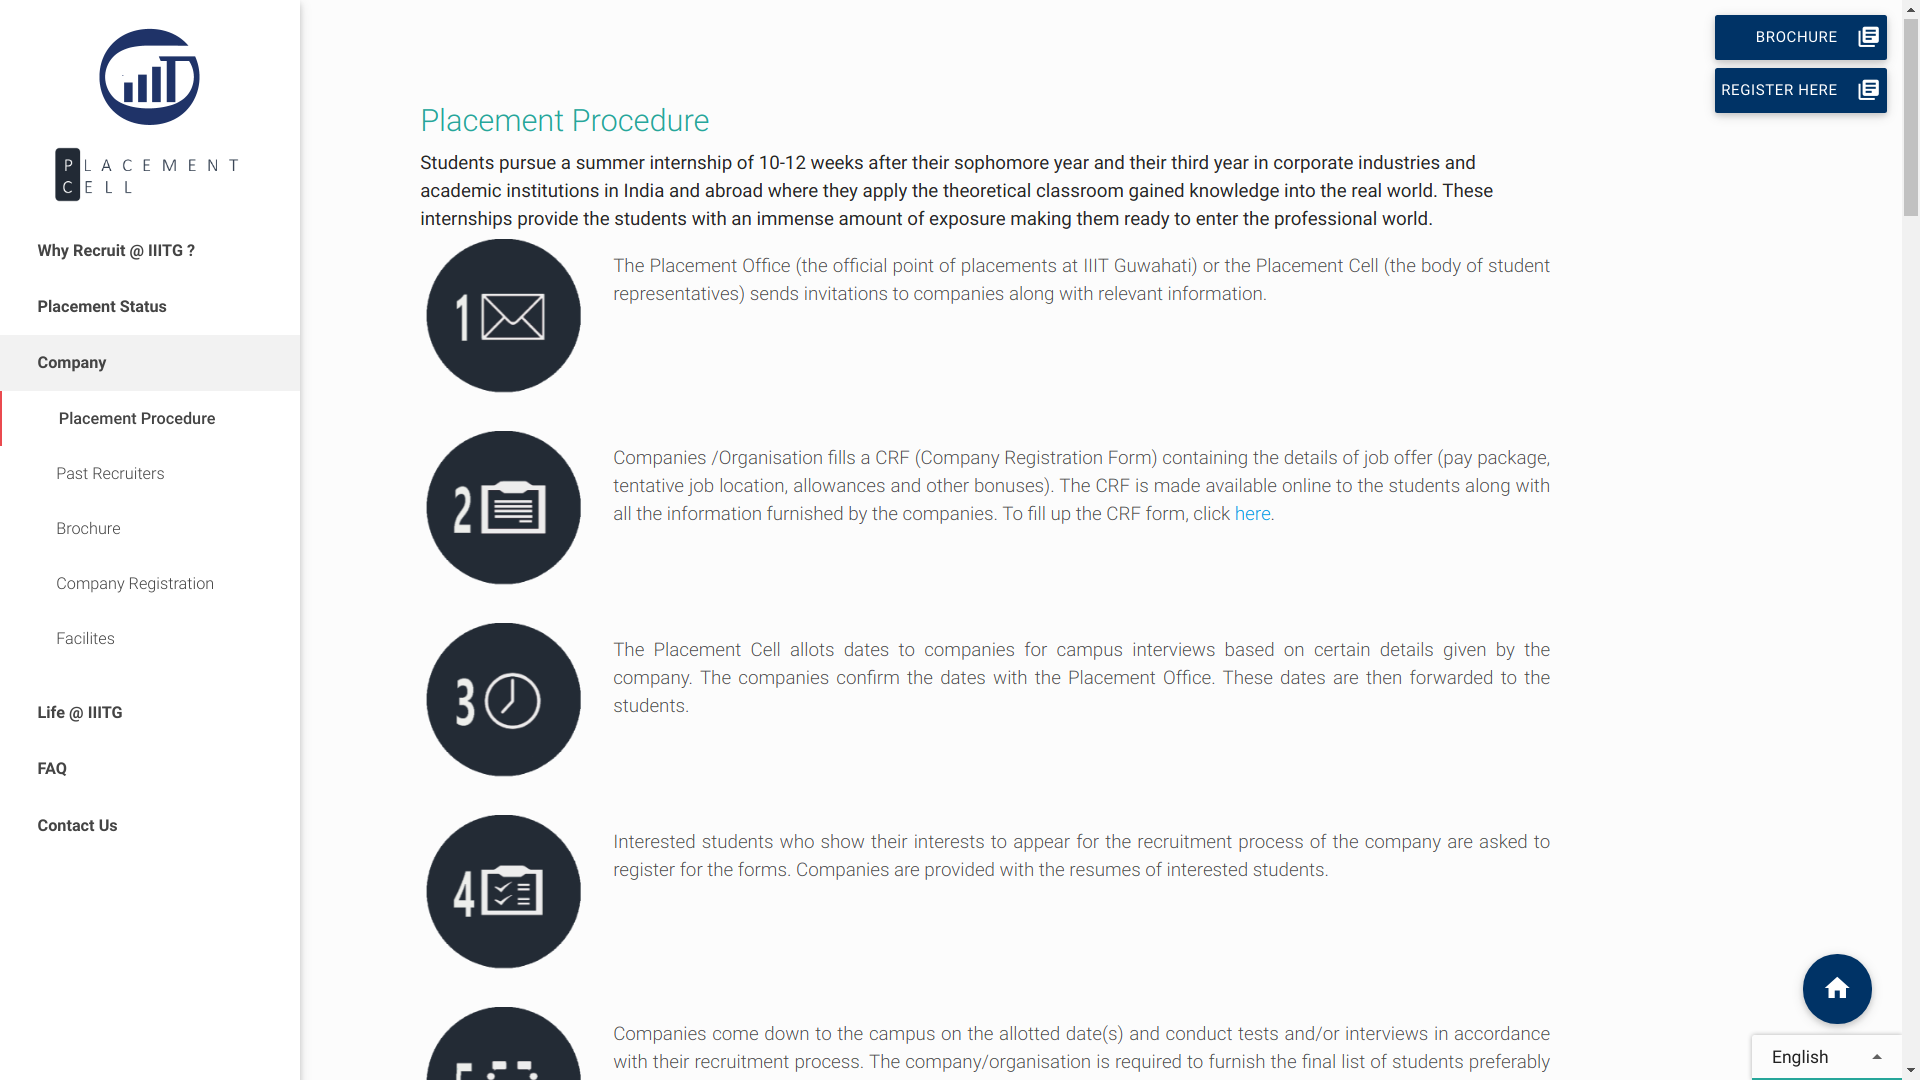 PLACEMENT
CELL
Why Recruit @ IIITG ?
Placement Status
Company
Placement Procedure
Past Recruiters
Brochure
Company Registration
Facilites
Life @ IIITG
FAQ
Contact Us
BROCHURE
REGISTER HERE
Placement Procedure
Students pursue a summer internship of 10-12 weeks after their sophomore year and their third year in corporate industries and
academic institutions in India and abroad where they apply the theoretical classroom gained knowledge into the real world. These
internships provide the students with an immense amount of exposure making them ready to enter the professional world.
1
The Placement Office (the official point of placements at IIIT Guwahati) or the Placement Cell (the body of student
representatives) sends invitations to companies along with relevant information.
2
Companies /Organisation fills a CRF (Company Registration Form) containing the details of job offer (pay package,
tentative job location, allowances and other bonuses). The CRF is made available online to the students along with
all the information furnished by the companies. To fill up the CRF form, click here.
3
The Placement Cell allots dates to companies for campus interviews based on certain details given by the
company. The companies confirm the dates with the Placement Office. These dates are then forwarded to the
students.
4
Interested students who show their interests to appear for the recruitment process of the company are asked to
register for the forms. Companies are provided with the resumes of interested students.
Companies come down to the campus on the allotted date(s) and conduct tests and/or interviews in accordance
with their recruitment process. The company/organisation is required to furnish the final list of students preferably
English